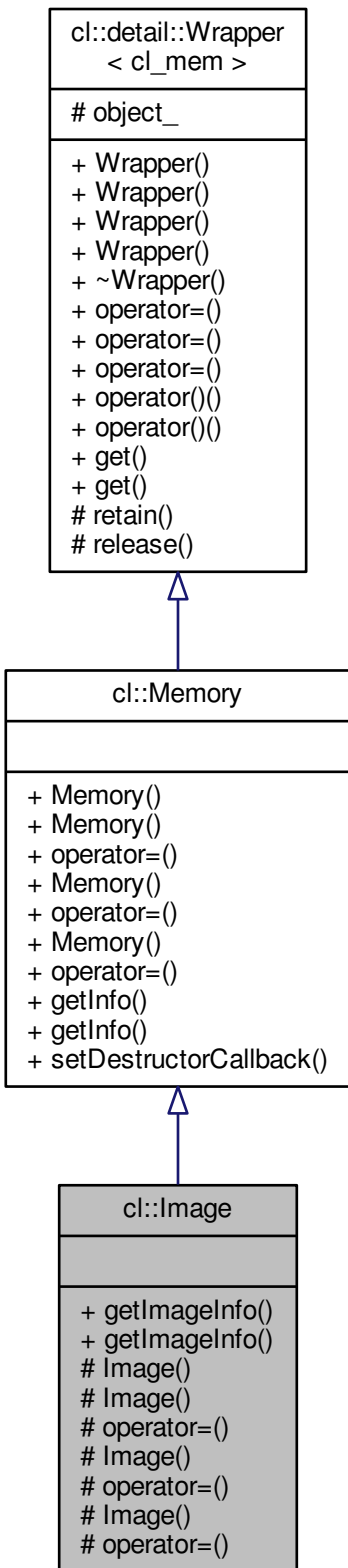 cl::detail::Wrapper
< cl_mem >
# object_
+ Wrapper()
+ Wrapper()
+ Wrapper()
+ Wrapper()
+ ~Wrapper()
+ operator=()
+ operator=()
+ operator=()
+ operator()()
+ operator()()
+ get()
+ get()
# retain()
# release()
cl::Memory
+ Memory()
+ Memory()
+ operator=()
+ Memory()
+ operator=()
+ Memory()
+ operator=()
+ getInfo()
+ getInfo()
+ setDestructorCallback()
cl::Image
+ getImageInfo()
+ getImageInfo()
# Image()
# Image()
# operator=()
# Image()
# operator=()
# Image()
# operator=()